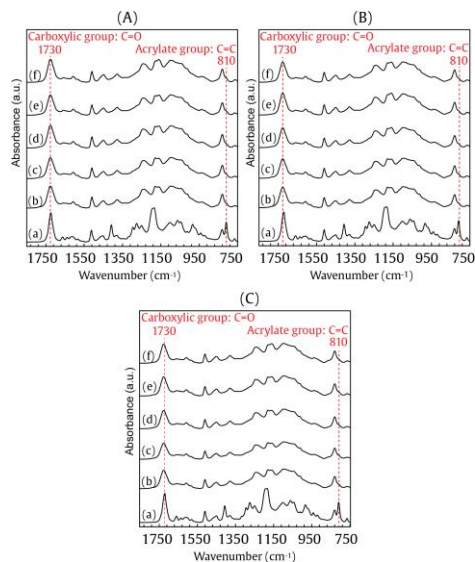 (A)
Carboxylic group: C=O
1730
Acrylate group: C=C
810
(f)
(e)
(d)
(c)
(b)
(a)
Absorbance (a.u.)
1750 1550 1350 1150 950 750
Wavenumber (cm⁻¹)
(B)
Carboxylic group: C=O
1730
Acrylate group: C=C
810
(f)
(e)
(d)
(c)
(b)
(a)
Absorbance (a.u.)
1750 1550 1350 1150 950 750
Wavenumber (cm⁻¹)
(C)
Carboxylic group: C=O
1730
Acrylate group: C=C
810
(f)
(e)
(d)
(c)
(b)
(a)
Absorbance (a.u.)
1750 1550 1350 1150 950 750
Wavenumber (cm⁻¹)